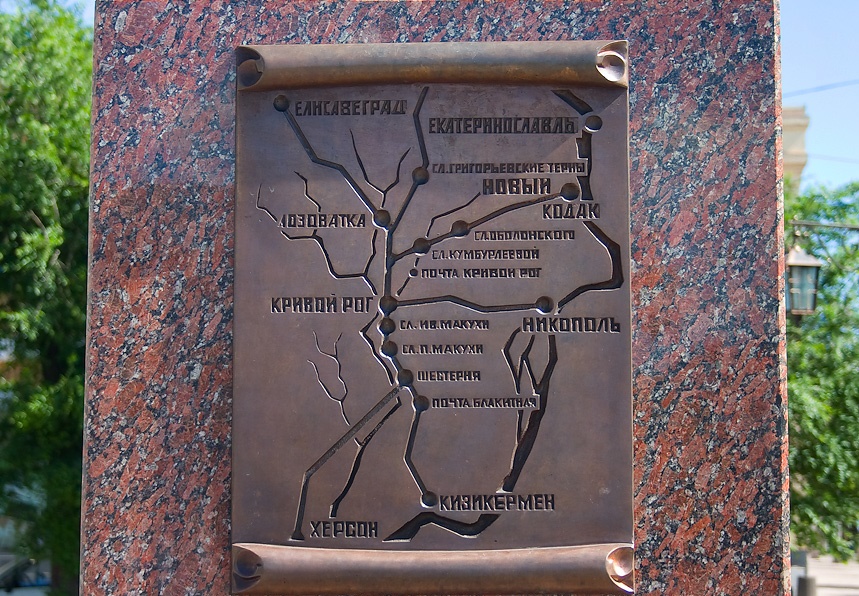 ЕЛИСАВЕГРАД
ЕКАТЕРИНОСЛАВЛЬ
СЛ.ГРИГОРЬЕВСКИЕ ТЕРНЫ
НОВЫЙ
КОДАК
ЛОЗОВАТКА
СЛ.ОБОЛОНСКОГО
СЛ.КУМБУРЛЕЕВОЙ
ПОЧТА КРИВОЙ РОГ
КРИВОЙ РОГ
СЛ. ИВ.МАКУХИ
НИКОПОЛЬ
СЛ. П.МАКУХИ
ШЕСТЕРНЯ
ПОЧТА БЛАКИТНАЯ
КИЗИКЕРМЕН
ХЕРСОН